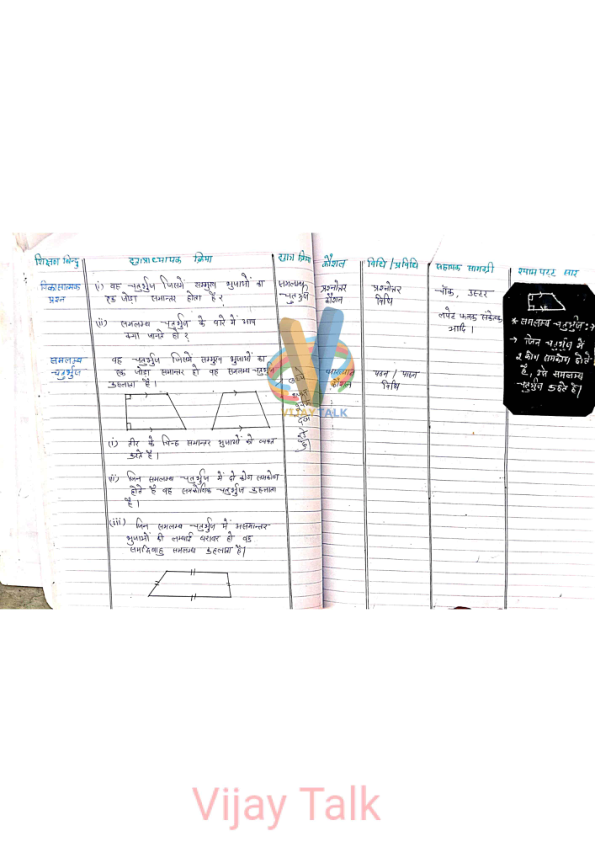 शिक्षण बिन्दु
छात्राध्यापक क्रिया
छात्र क्रिया
कौशल
विधि / प्रविधि
सहायक सामग्री
श्याम पट्ट सार
विकासात्मक
प्रश्न
(i) वह चतुर्भुज जिसमें सम्मुख भुजाओं का
एक जोड़ा समान्तर होता है ?
समलम्ब
चतुर्भुज
प्रश्नोत्तर
कौशल
प्रश्नोत्तर
विधि
चॉक, डस्टर
लपेट फलक संकेतक
आदि ।
(ii) समलम्ब चतुर्भुज के बारे में आप
क्या जानते हो ?
समलम्ब
चतुर्भुज
वह चतुर्भुज जिसमें सम्मुख भुजाओं का
एक जोड़ा समान्तर हो वह समलम्ब चतुर्भुज
कहलाता है ।
व्याख्यान
कौशल
विधि
(i) तीर के चिन्ह समान्तर भुजाओं को व्यक्त
करते है ।
(ii) जिन समलम्ब चतुर्भुज में दो कोण समकोण
होते है वह समकोणिक चतुर्भुज कहलाता
है ।
(iii) जिन समलम्ब चतुर्भुज में असमान्तर
भुजाओं की लम्बाई बराबर हो वह
समद्विबाहु समलम्ब कहलाता है।
* समलम्ब चतुर्भुज :→
→ जिन चतुर्भुज में
2 कोण समकोण होते
है, उसे समलम्ब
चतुर्भुज कहते है।
VIJAY TALK
Vijay Talk